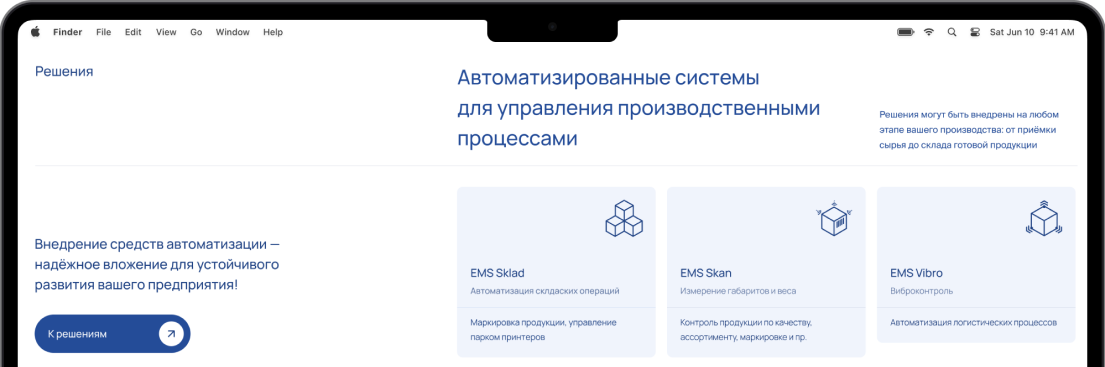 Finder File Edit View Go Window Help
Sat Jun 10 9:41 AM
Решения
Автоматизированные системы
для управления производственными
процессами
Решения могут быть внедрены на любом
этапе вашего производства: от приёмки
сырья до склада готовой продукции
Внедрение средств автоматизации —
надёжное вложение для устойчивого
развития вашего предприятия!
К решениям
EMS Sklad
Автоматизация склдаских операций
Маркировка продукции, управление
парком принтеров
EMS Skan
Измерение габаритов и веса
Контроль продукции по качеству,
ассортименту, маркировке и пр.
EMS Vibro
Виброконтроль
Автоматизация логистических процессов